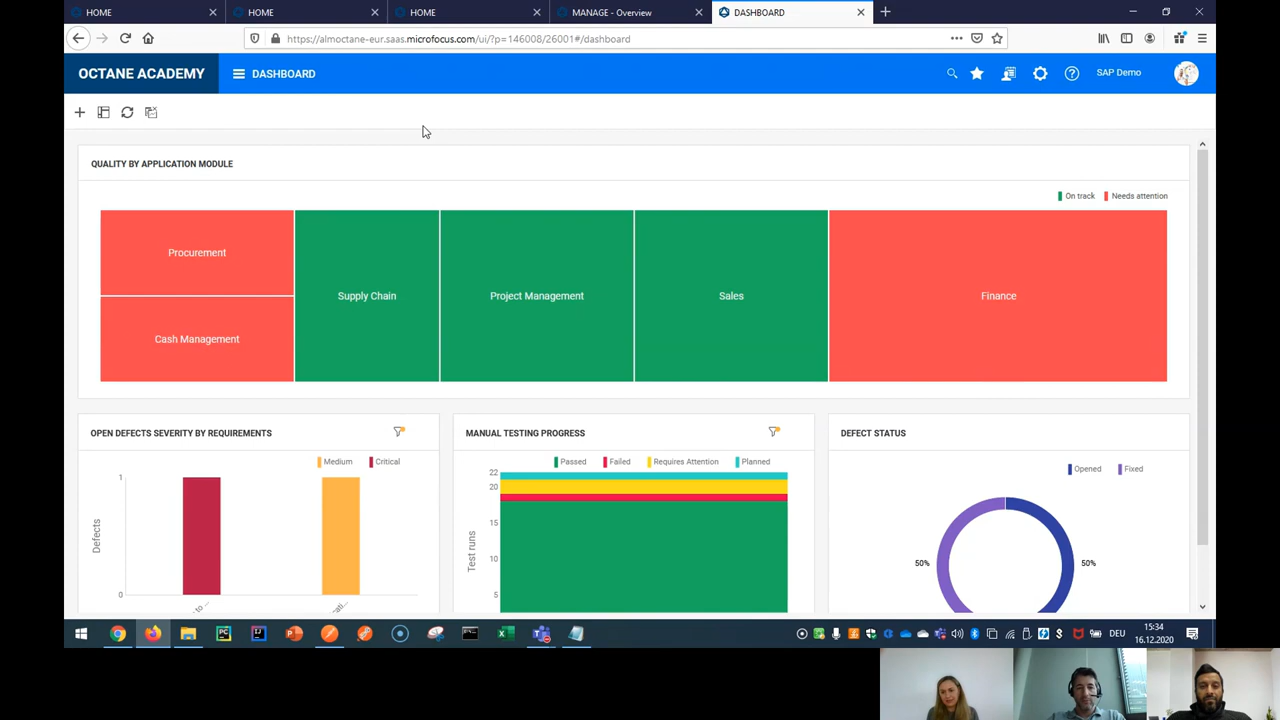 HOME
HOME
HOME
MANAGE - Overview
DASHBOARD
https://almoctane-eur.saas.microfocus.com/ui/?p=146008/26001#/dashboard
OCTANE ACADEMY
DASHBOARD
SAP Demo
QUALITY BY APPLICATION MODULE
On track
Needs attention
Procurement
Cash Management
Supply Chain
Project Management
Sales
Finance
OPEN DEFECTS SEVERITY BY REQUIREMENTS
Medium
Critical
1
Defects
0
to ...
ati...
MANUAL TESTING PROGRESS
Passed
Failed
Requires Attention
Planned
22
20
15
10
5
Test runs
DEFECT STATUS
Opened
Fixed
50%
50%
DEU
15:34
16.12.2020